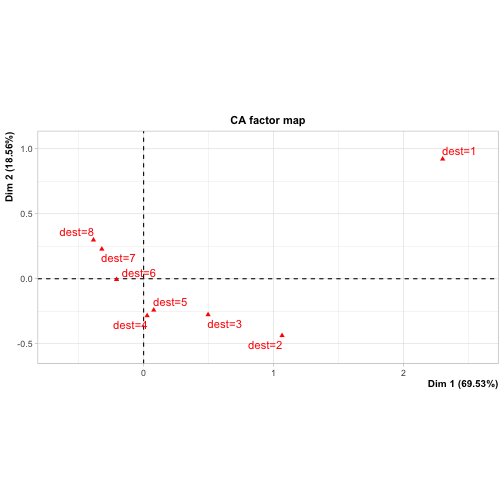 CA factor map
Dim 2 (18.56%)
1.0
0.5
0.0
-0.5
dest=1
dest=8
dest=7
dest=6
dest=5
dest=4
dest=3
dest=2
0
1
2
Dim 1 (69.53%)